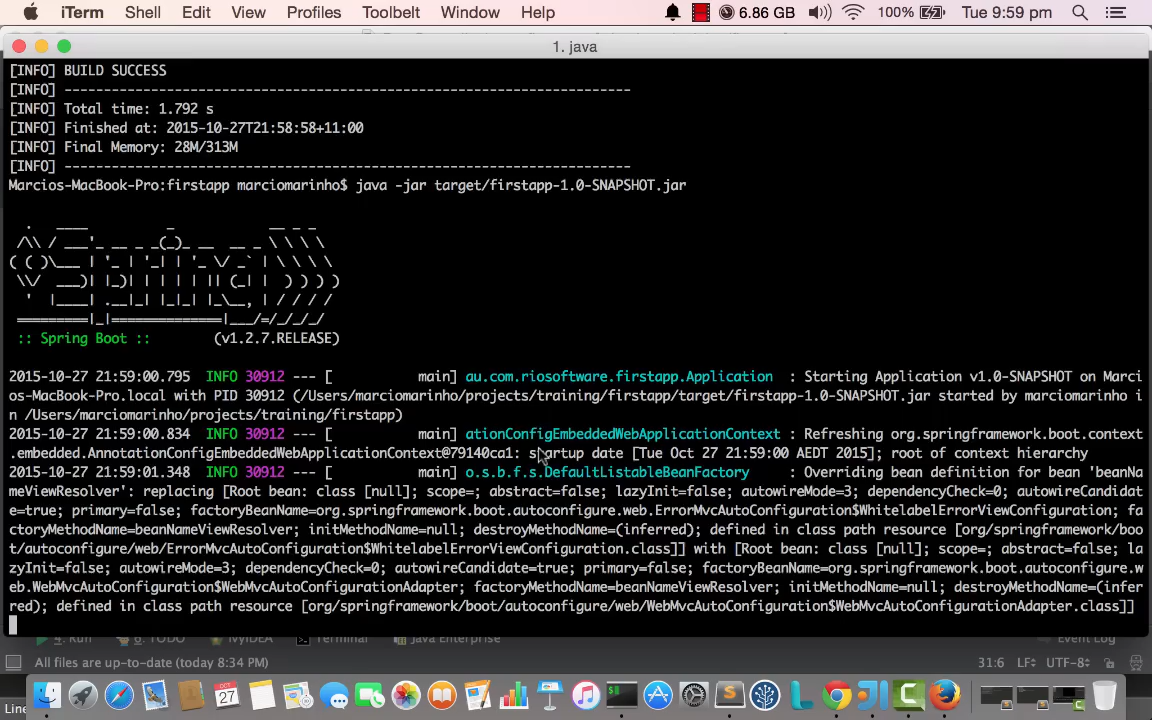 iTerm Shell Edit View Profiles Toolbelt Window Help 6.86 GB 100% Tue 9:59 pm
1. java
[INFO] BUILD SUCCESS
[INFO] ------------------------------------------------------------------------
[INFO] Total time: 1.792 s
[INFO] Finished at: 2015-10-27T21:58:58+11:00
[INFO] Final Memory: 28M/313M
[INFO] ------------------------------------------------------------------------
Marcios-MacBook-Pro:firstapp marciomarinho$ java -jar target/firstapp-1.0-SNAPSHOT.jar
:: Spring Boot :: (v1.2.7.RELEASE)
2015-10-27 21:59:00.795 INFO 30912 --- [ main] au.com.riosoftware.firstapp.Application : Starting Application v1.0-SNAPSHOT on Marci
os-MacBook-Pro.local with PID 30912 (/Users/marciomarinho/projects/training/firstapp/target/firstapp-1.0-SNAPSHOT.jar started by marciomarinho i
n /Users/marciomarinho/projects/training/firstapp)
2015-10-27 21:59:00.834 INFO 30912 --- [ main] ationConfigEmbeddedWebApplicationContext : Refreshing org.springframework.boot.context
.embedded.AnnotationConfigEmbeddedWebApplicationContext@79140ca1: startup date [Tue Oct 27 21:59:00 AEDT 2015]; root of context hierarchy
2015-10-27 21:59:01.348 INFO 30912 --- [ main] o.s.b.f.s.DefaultListableBeanFactory : Overriding bean definition for bean 'beanNa
meViewResolver': replacing [Root bean: class [null]; scope=; abstract=false; lazyInit=false; autowireMode=3; dependencyCheck=0; autowireCandidat
e=true; primary=false; factoryBeanName=org.springframework.boot.autoconfigure.web.ErrorMvcAutoConfiguration$WhitelabelErrorViewConfiguration; fa
ctoryMethodName=beanNameViewResolver; initMethodName=null; destroyMethodName=(inferred); defined in class path resource [org/springframework/boo
t/autoconfigure/web/ErrorMvcAutoConfiguration$WhitelabelErrorViewConfiguration.class]] with [Root bean: class [null]; scope=; abstract=false; la
zyInit=false; autowireMode=3; dependencyCheck=0; autowireCandidate=true; primary=false; factoryBeanName=org.springframework.boot.autoconfigure.w
eb.WebMvcAutoConfiguration$WebMvcAutoConfigurationAdapter; factoryMethodName=beanNameViewResolver; initMethodName=null; destroyMethodName=(infer
red); defined in class path resource [org/springframework/boot/autoconfigure/web/WebMvcAutoConfiguration$WebMvcAutoConfigurationAdapter.class]]
4: Run 6: TODO IvyIDEA Terminal Java Enterprise Event Log
All files are up-to-date (today 8:34 PM) 31:6 LF÷ UTF-8÷
Line